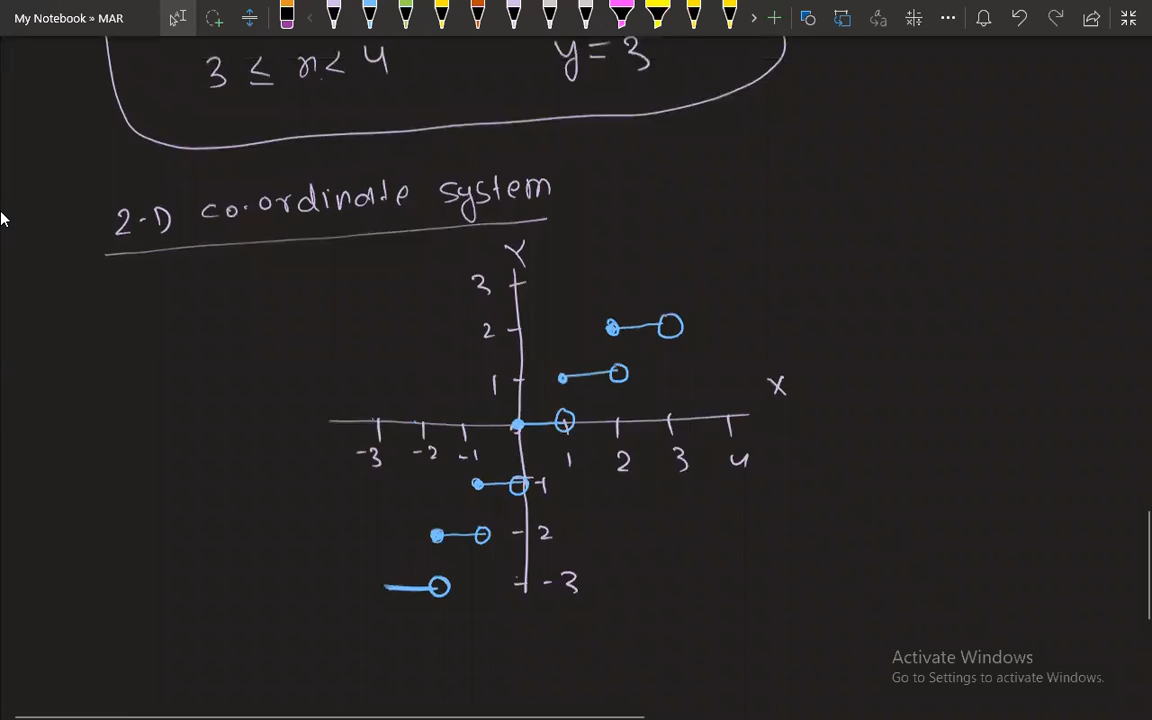 My Notebook » MAR
3 ≤ n < 4 y = 3
2-D co-ordinate system
Y
3
2
1
X
-3 -2 -1 1 2 3 4
-1
- 2
- 3
Activate Windows
Go to Settings to activate Windows.